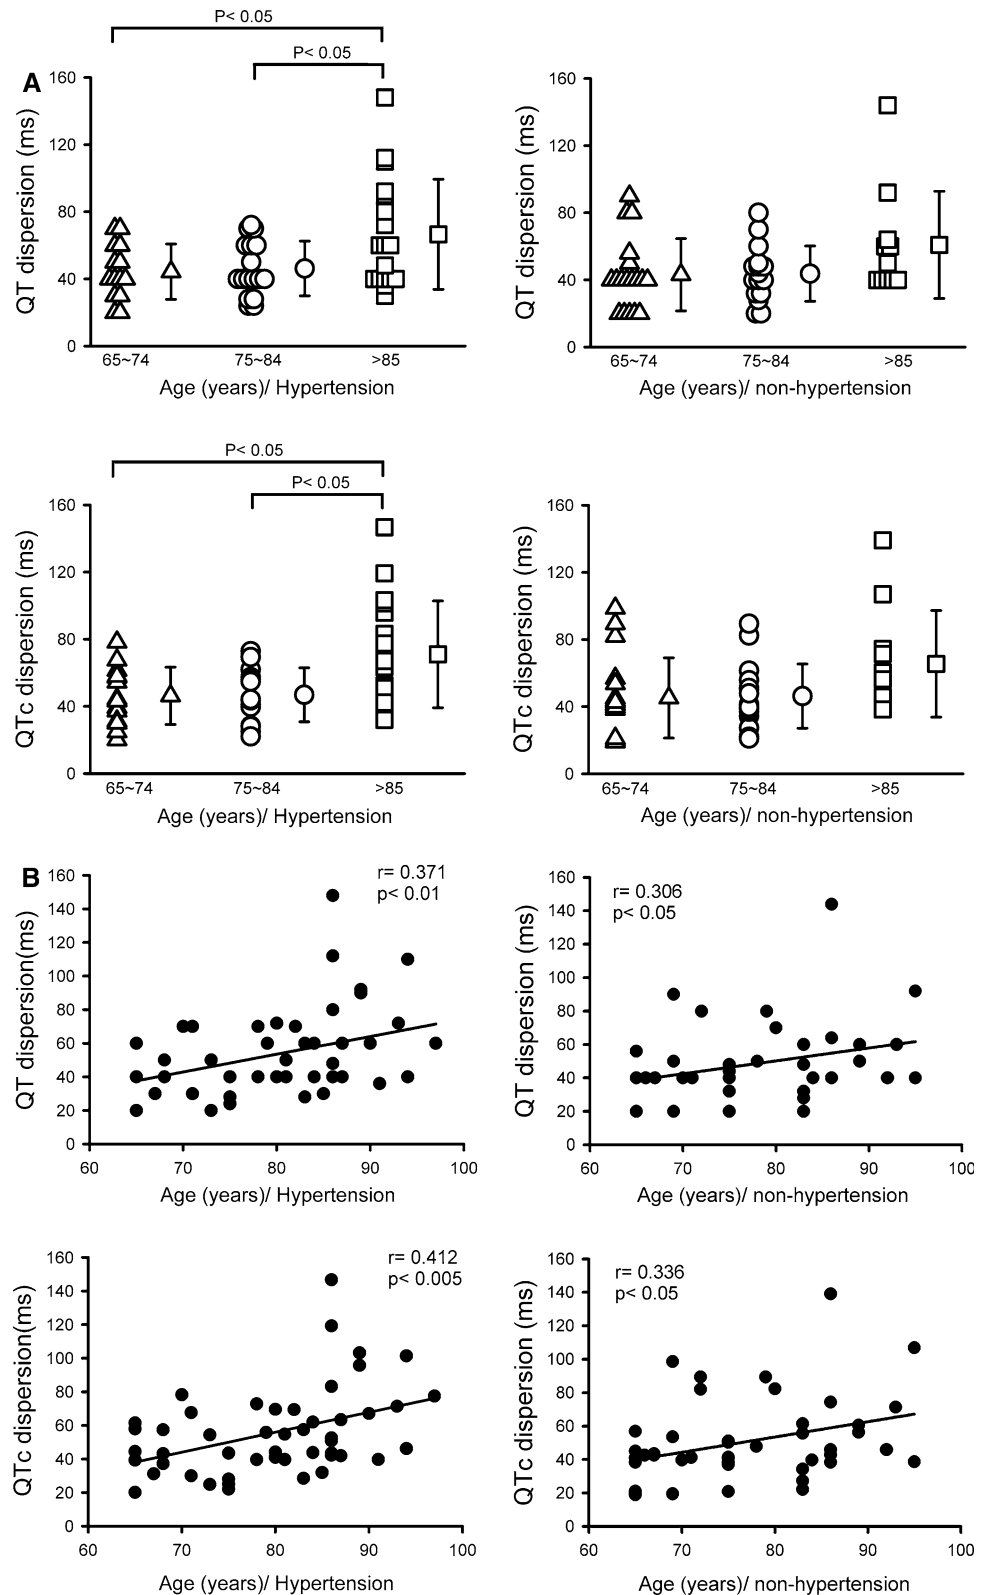 P< 0.05
P< 0.05
A
QT dispersion (ms)
160
120
80
40
0
65~74
75~84
>85
Age (years)/ Hypertension
QT dispersion (ms)
160
120
80
40
0
65~74
75~84
>85
Age (years)/ non-hypertension
P< 0.05
P< 0.05
QTc dispersion (ms)
160
120
80
40
0
65~74
75~84
>85
Age (years)/ Hypertension
QTc dispersion (ms)
160
120
80
40
0
65~74
75~84
>85
Age (years)/ non-hypertension
B
r= 0.371
p< 0.01
QT dispersion(ms)
160
140
120
100
80
60
40
20
0
60
70
80
90
100
Age (years)/ Hypertension
r= 0.306
p< 0.05
QT dispersion (ms)
160
140
120
100
80
60
40
20
0
60
70
80
90
100
Age (years)/ non-hypertension
r= 0.412
p< 0.005
QTc dispersion(ms)
160
140
120
100
80
60
40
20
0
60
70
80
90
100
Age (years)/ Hypertension
r= 0.336
p< 0.05
QTc dispersion (ms)
160
140
120
100
80
60
40
20
0
60
70
80
90
100
Age (years)/ non-hypertension